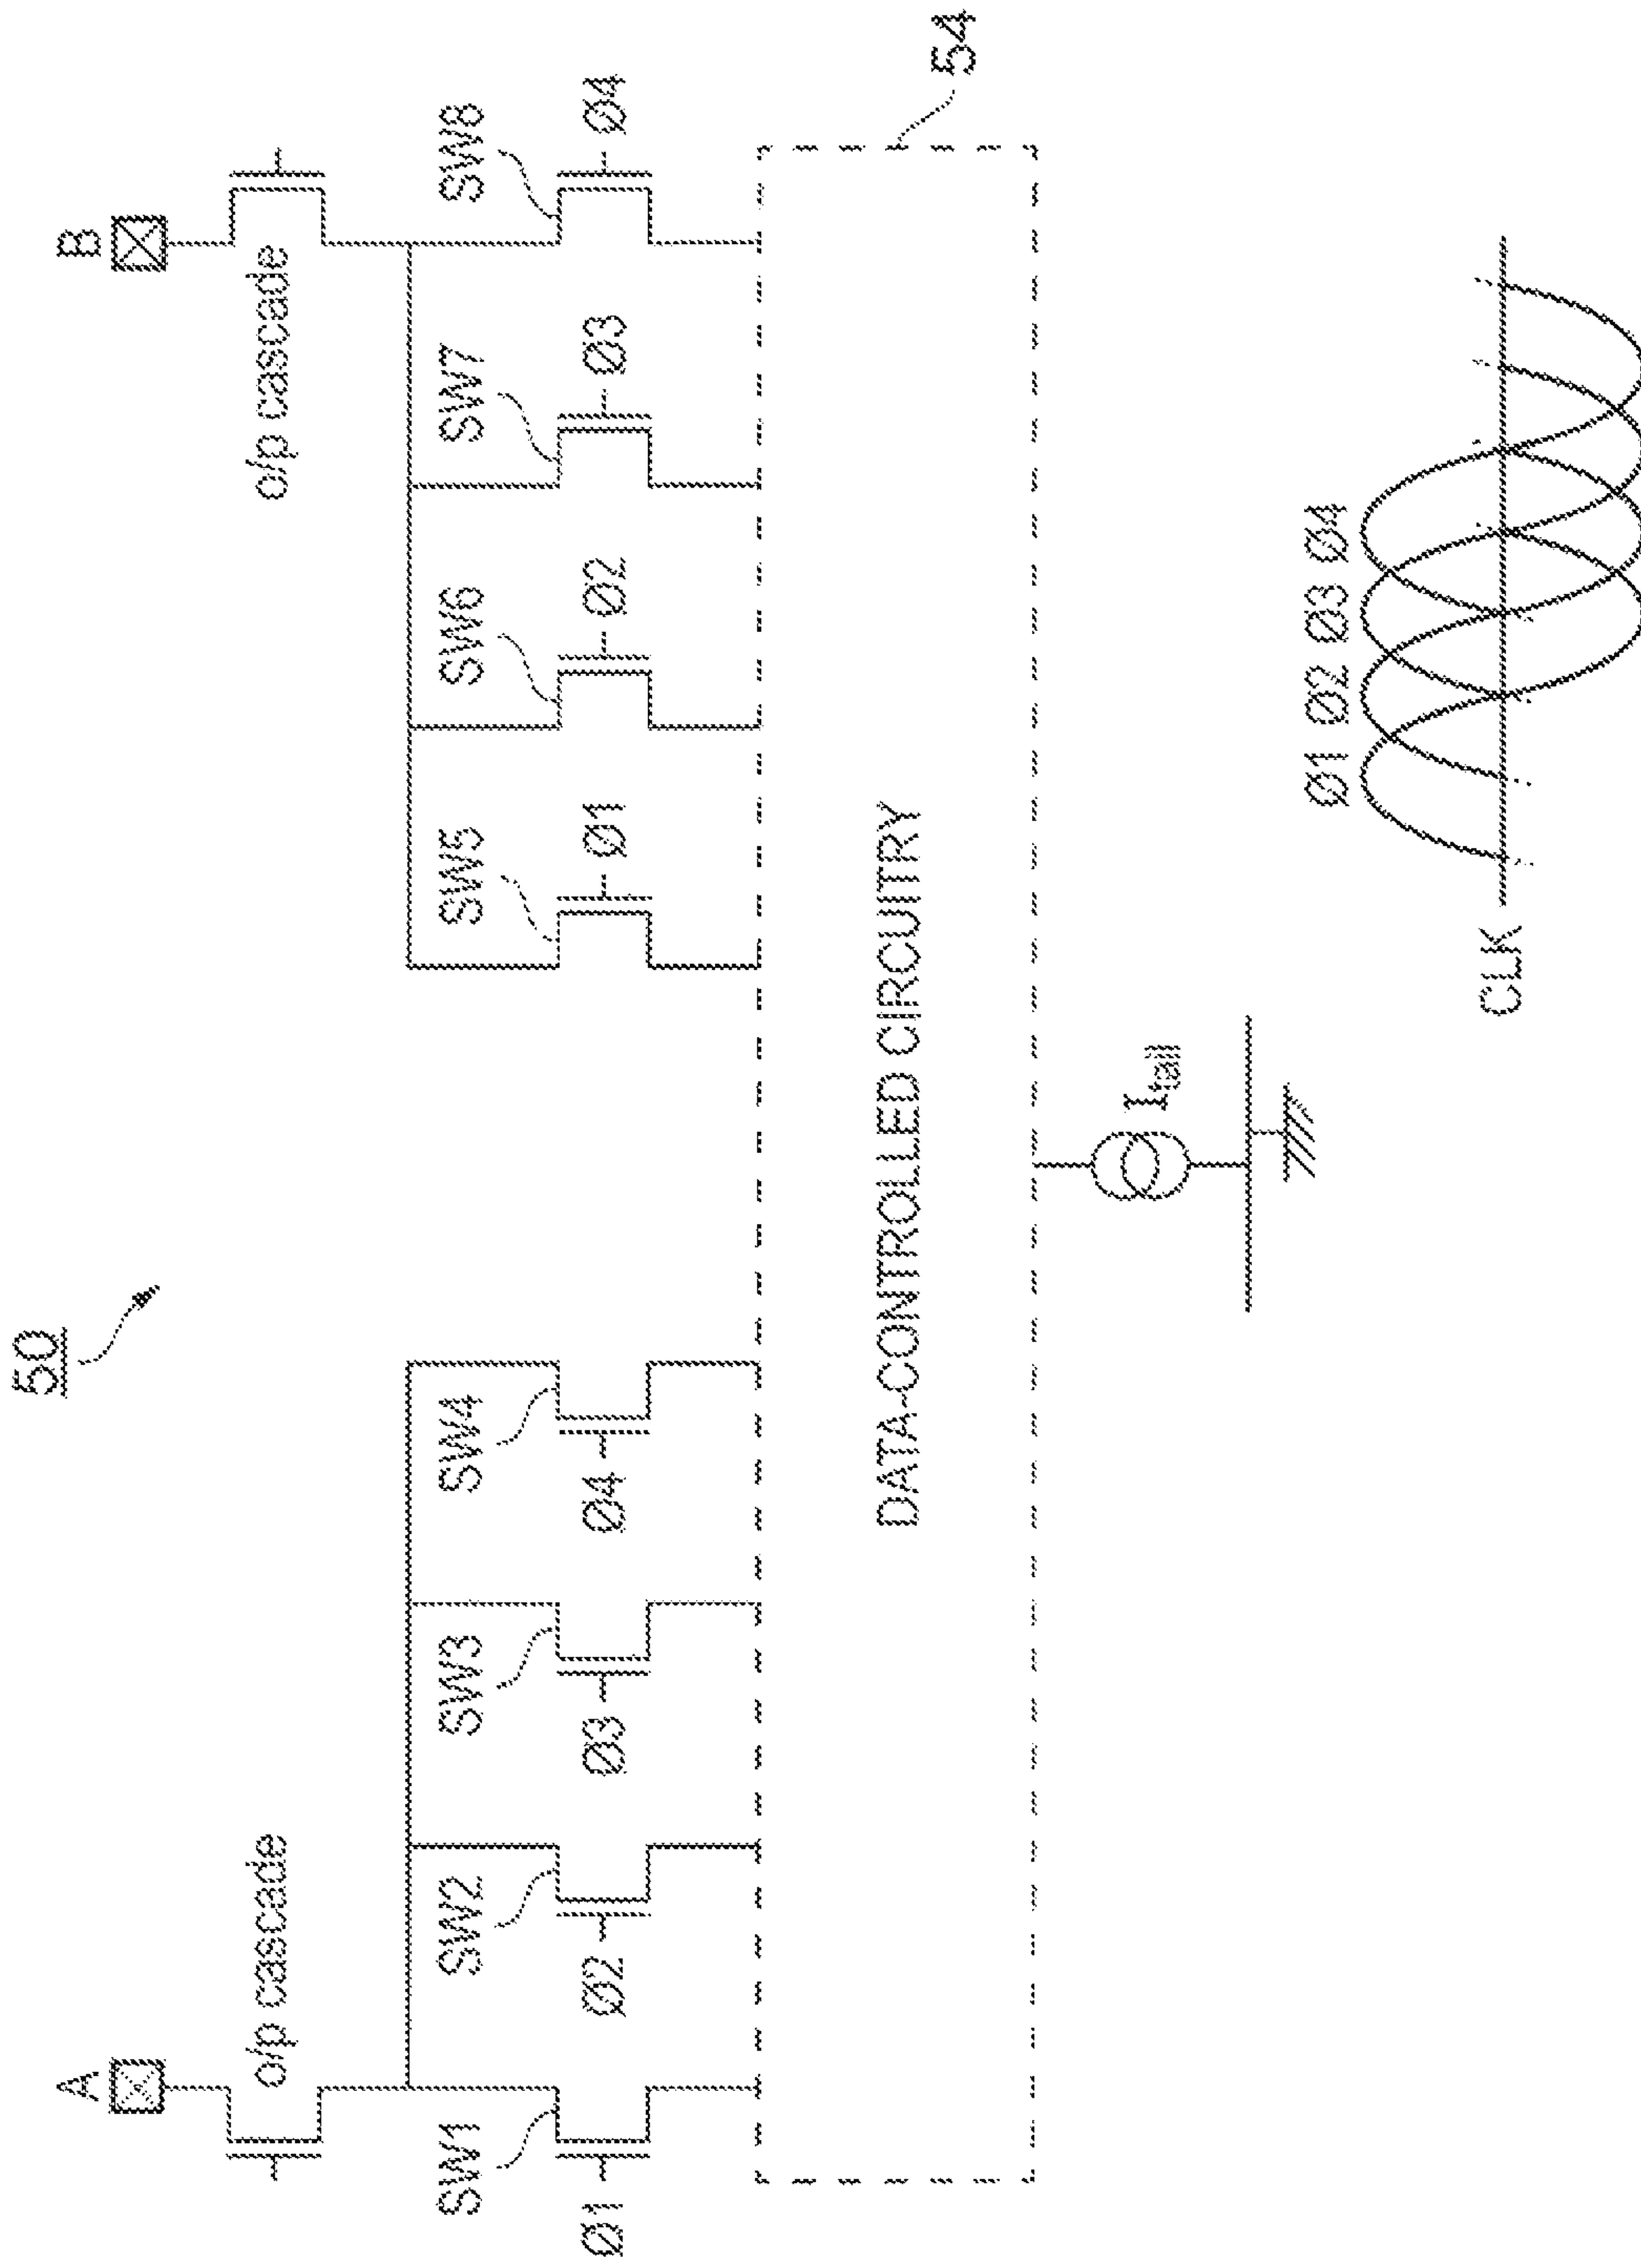 50
A
B
o/p cascade
o/p cascade
SW1
SW2
SW3
SW4
SW5
SW6
SW7
SW8
Ø1
Ø2
Ø3
Ø4
Ø1
Ø2
Ø3
Ø4
DATA-CONTROLLED CIRCUITRY
54
Itail
Ø1 Ø2 Ø3 Ø4
CLK